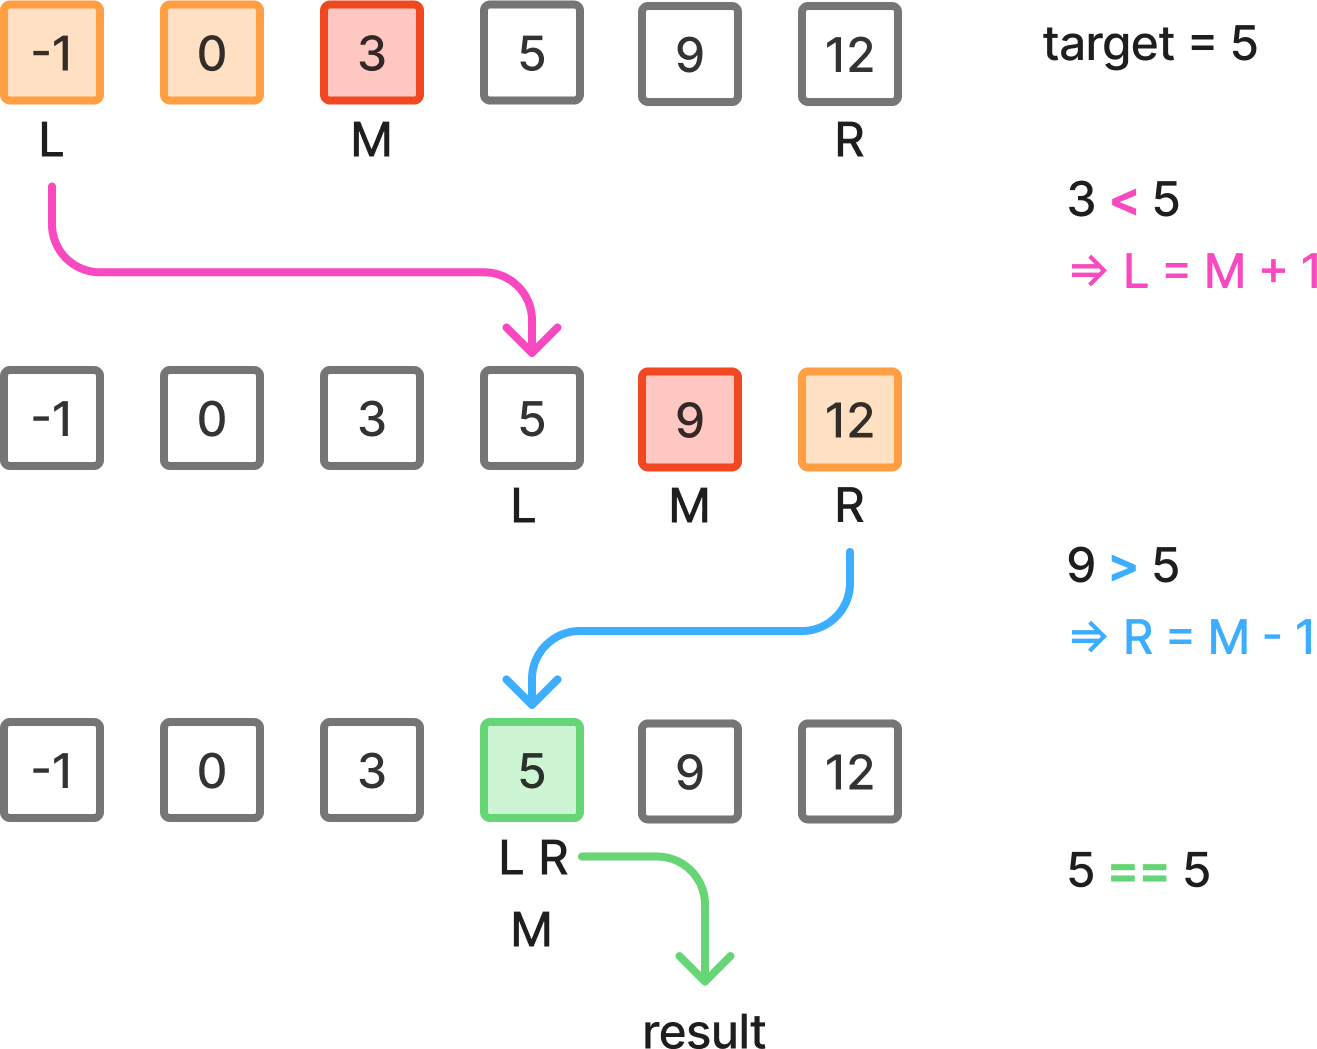 -1 0 3 5 9 12 target = 5
L M R
3 < 5
⇒ L = M + 1
-1 0 3 5 9 12
L M R
9 > 5
⇒ R = M - 1
-1 0 3 5 9 12
L R
5 == 5
M
result